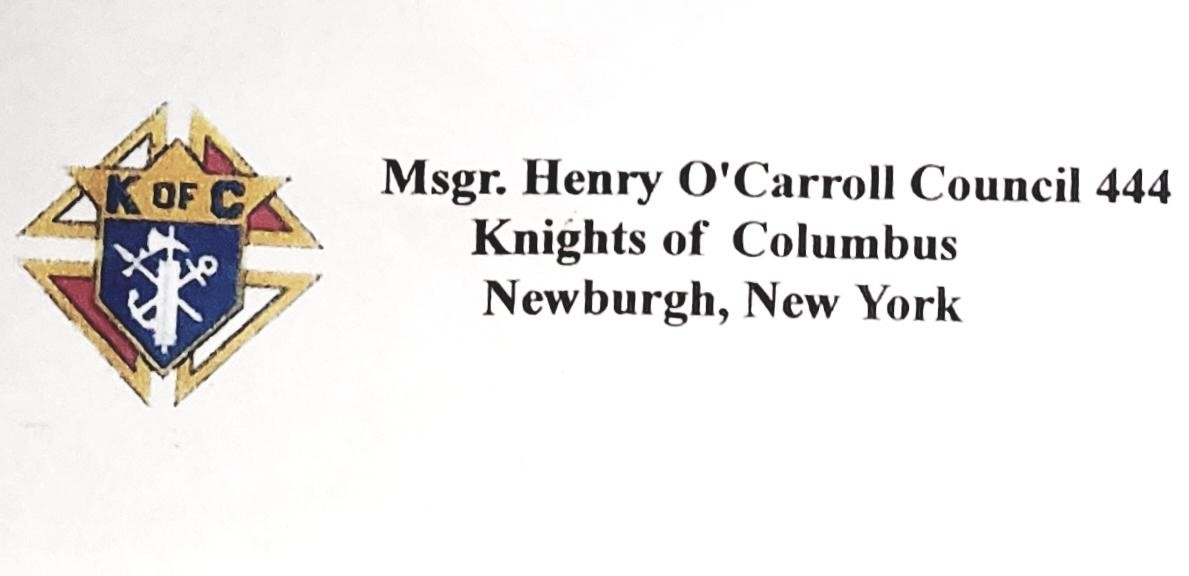 K OF C
Msgr. Henry O'Carroll Council 444
Knights of Columbus
Newburgh, New York